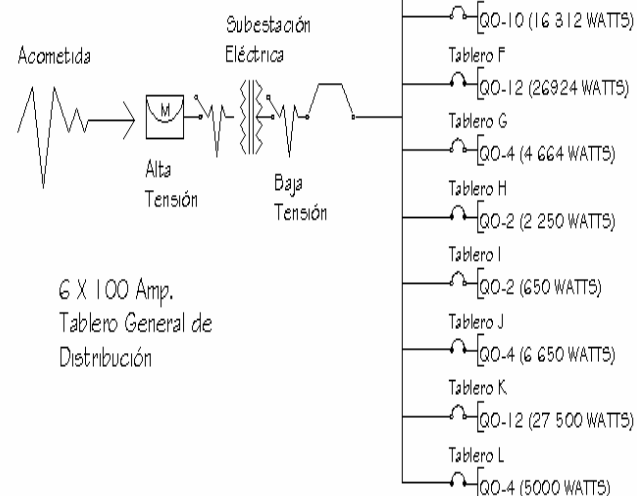 Acometida
M
Alta
Tensión
Subestación
Eléctrica
Baja
Tensión
6 X 100 Amp.
Tablero General de
Distribución
QO-10 (16 312 WATTS)
Tablero F
QO-12 (26924 WATTS)
Tablero G
QO-4 (4 664 WATTS)
Tablero H
QO-2 (2 250 WATTS)
Tablero I
QO-2 (650 WATTS)
Tablero J
QO-4 (6 650 WATTS)
Tablero K
QO-12 (27 500 WATTS)
Tablero L
QO-4 (5000 WATTS)